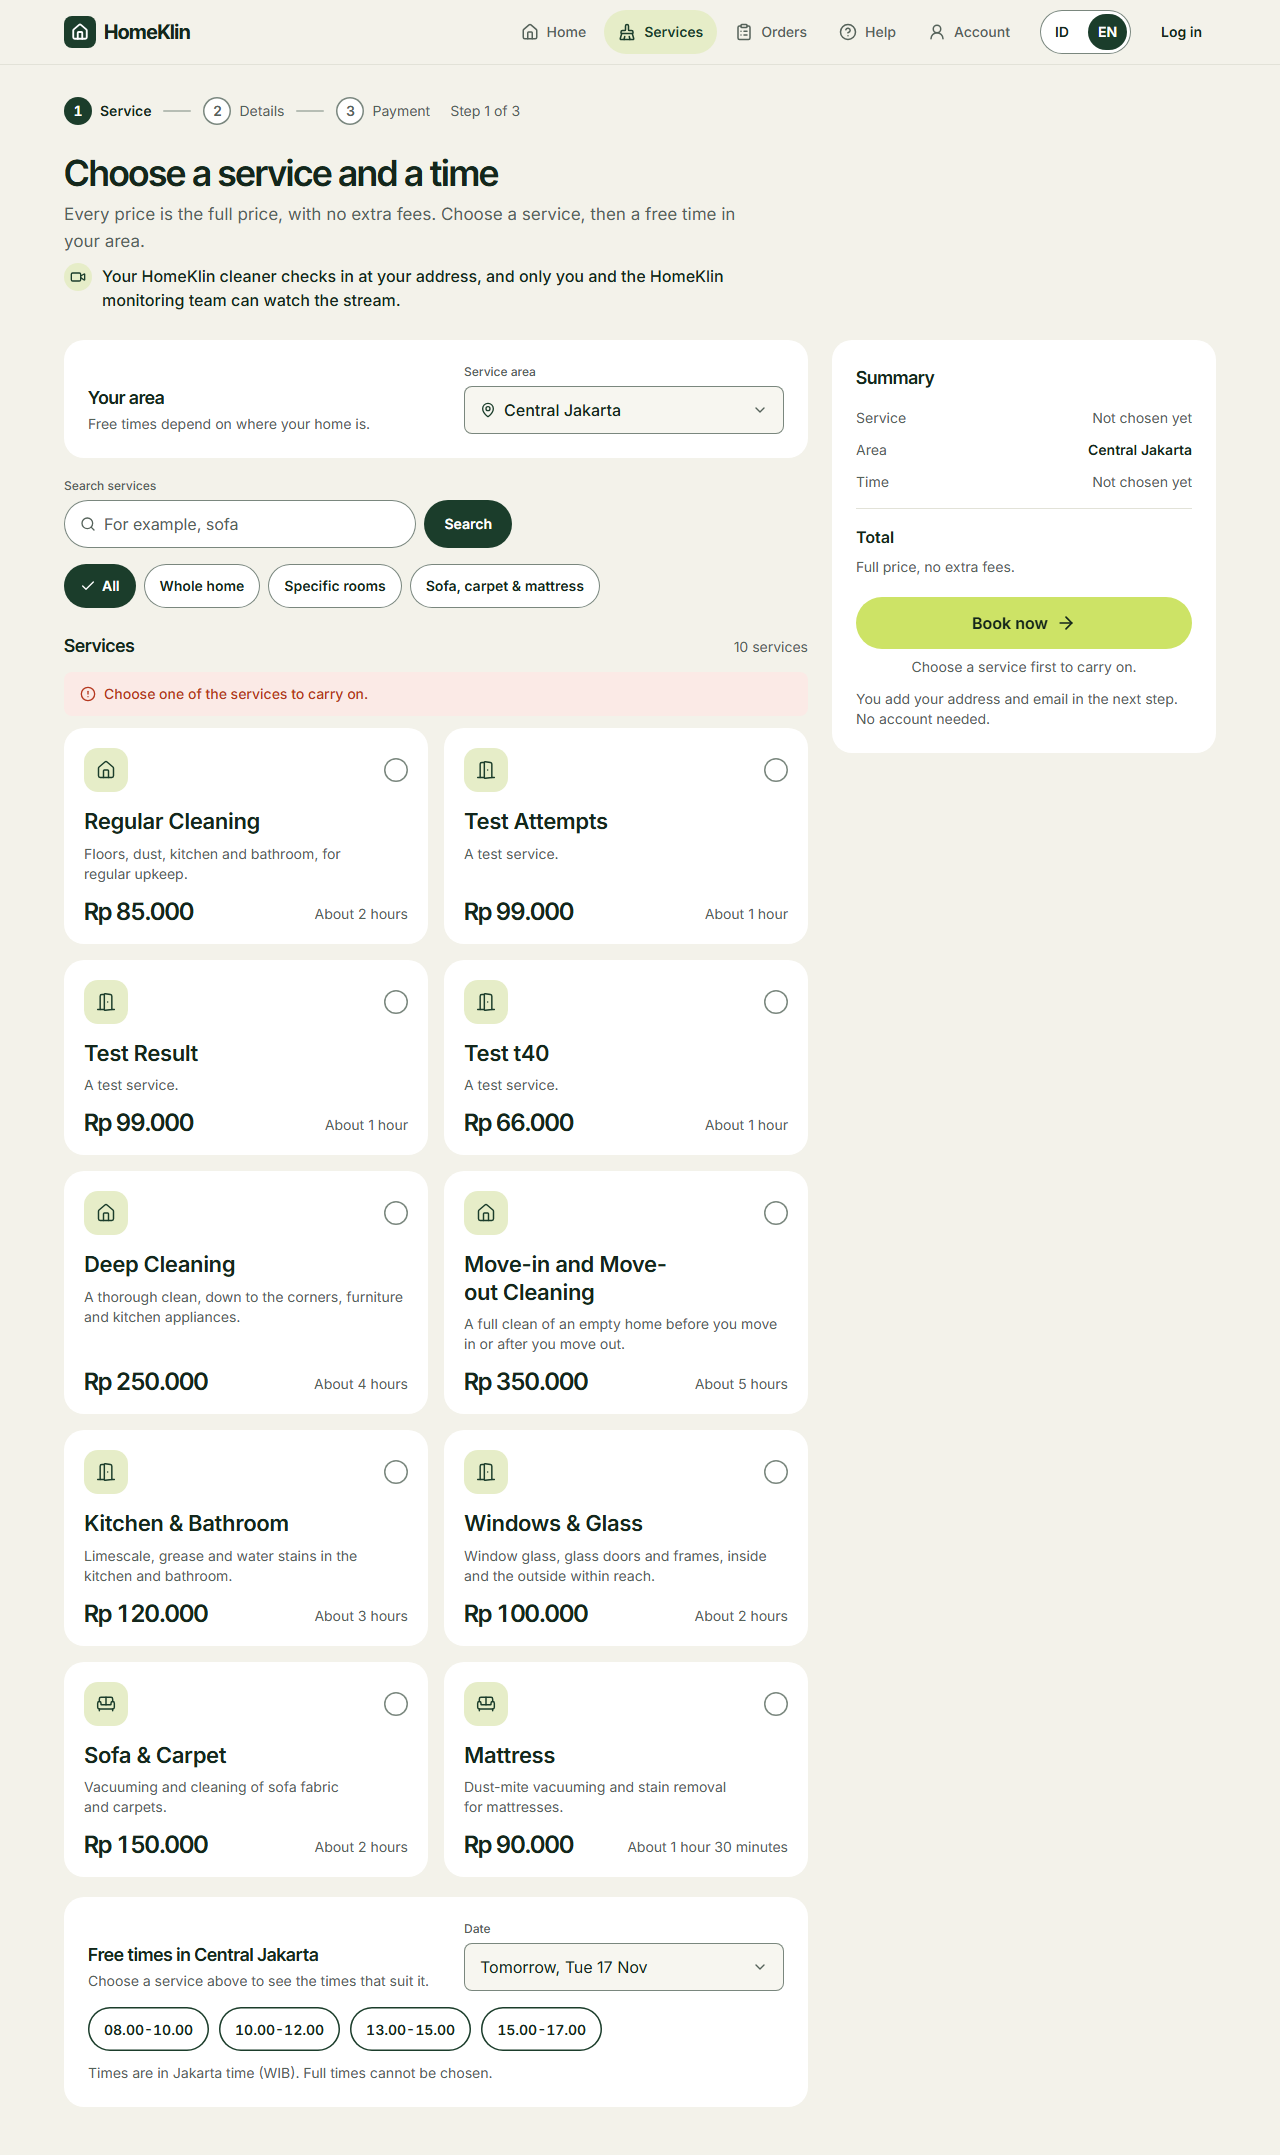 HomeKlin
Home
Services
Orders
Help
Account
ID
EN
Log in
1
Service
2
Details
3
Payment
Step 1 of 3
Choose a service and a time
Every price is the full price, with no extra fees. Choose a service, then a free time in
your area.
Your HomeKlin cleaner checks in at your address, and only you and the HomeKlin
monitoring team can watch the stream.
Your area
Free times depend on where your home is.
Service area
Central Jakarta
Search services
For example, sofa
Search
All
Whole home
Specific rooms
Sofa, carpet & mattress
Services
10 services
Choose one of the services to carry on.
Regular Cleaning
Floors, dust, kitchen and bathroom, for
regular upkeep.
Rp 85.000
About 2 hours
Test Attempts
A test service.
Rp 99.000
About 1 hour
Test Result
A test service.
Rp 99.000
About 1 hour
Test t40
A test service.
Rp 66.000
About 1 hour
Deep Cleaning
A thorough clean, down to the corners, furniture
and kitchen appliances.
Rp 250.000
About 4 hours
Move-in and Move-
out Cleaning
A full clean of an empty home before you move
in or after you move out.
Rp 350.000
About 5 hours
Kitchen & Bathroom
Limescale, grease and water stains in the
kitchen and bathroom.
Rp 120.000
About 3 hours
Windows & Glass
Window glass, glass doors and frames, inside
and the outside within reach.
Rp 100.000
About 2 hours
Sofa & Carpet
Vacuuming and cleaning of sofa fabric
and carpets.
Rp 150.000
About 2 hours
Mattress
Dust-mite vacuuming and stain removal
for mattresses.
Rp 90.000
About 1 hour 30 minutes
Free times in Central Jakarta
Choose a service above to see the times that suit it.
Date
Tomorrow, Tue 17 Nov
08.00-10.00
10.00-12.00
13.00-15.00
15.00-17.00
Times are in Jakarta time (WIB). Full times cannot be chosen.
Summary
Service
Not chosen yet
Area
Central Jakarta
Time
Not chosen yet
Total
Full price, no extra fees.
Book now
Choose a service first to carry on.
You add your address and email in the next step.
No account needed.